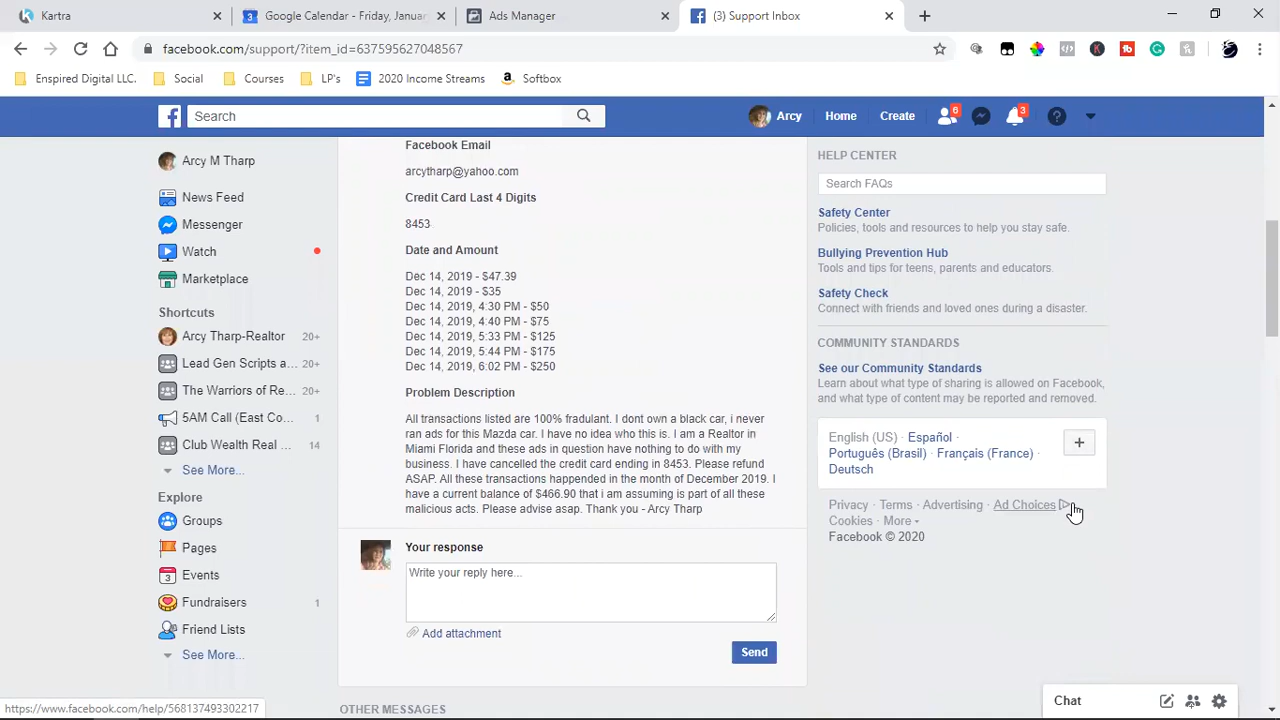 Kartra
3
Google Calendar - Friday, Januar
Ads Manager
(3) Support Inbox
facebook.com/support/?item_id=637595627048567
Enspired Digital LLC.
Social
Courses
LP's
2020 Income Streams
Softbox
Search
Arcy
Home
Create
6
3
Arcy M Tharp
News Feed
Messenger
Watch
Marketplace
Shortcuts
Arcy Tharp-Realtor 20+
Lead Gen Scripts a... 20+
The Warriors of Re... 20+
5AM Call (East Co... 1
Club Wealth Real ... 14
See More...
Explore
Groups
Pages
Events
Fundraisers 1
Friend Lists
See More...
Facebook Email
arcytharp@yahoo.com
Credit Card Last 4 Digits
8453
Date and Amount
Dec 14, 2019 - $47.39
Dec 14, 2019 - $35
Dec 14, 2019, 4:30 PM - $50
Dec 14, 2019, 4:40 PM - $75
Dec 14, 2019, 5:33 PM - $125
Dec 14, 2019, 5:44 PM - $175
Dec 14, 2019, 6:02 PM - $250
Problem Description
All transactions listed are 100% fradulant. I dont own a black car, i never
ran ads for this Mazda car. I have no idea who this is. I am a Realtor in
Miami Florida and these ads in question have nothing to do with my
business. I have cancelled the credit card ending in 8453. Please refund
ASAP. All these transactions happended in the month of December 2019. I
have a current balance of $466.90 that i am assuming is part of all these
malicious acts. Please advise asap. Thank you - Arcy Tharp
Your response
Write your reply here...
Add attachment
Send
OTHER MESSAGES
HELP CENTER
Search FAQs
Safety Center
Policies, tools and resources to help you stay safe.
Bullying Prevention Hub
Tools and tips for teens, parents and educators.
Safety Check
Connect with friends and loved ones during a disaster.
COMMUNITY STANDARDS
See our Community Standards
Learn about what type of sharing is allowed on Facebook,
and what type of content may be reported and removed.
English (US) · Español ·
Português (Brasil) · Français (France) ·
Deutsch
Privacy · Terms · Advertising · Ad Choices
Cookies · More
Facebook © 2020
Chat
https://www.facebook.com/help/568137493302217